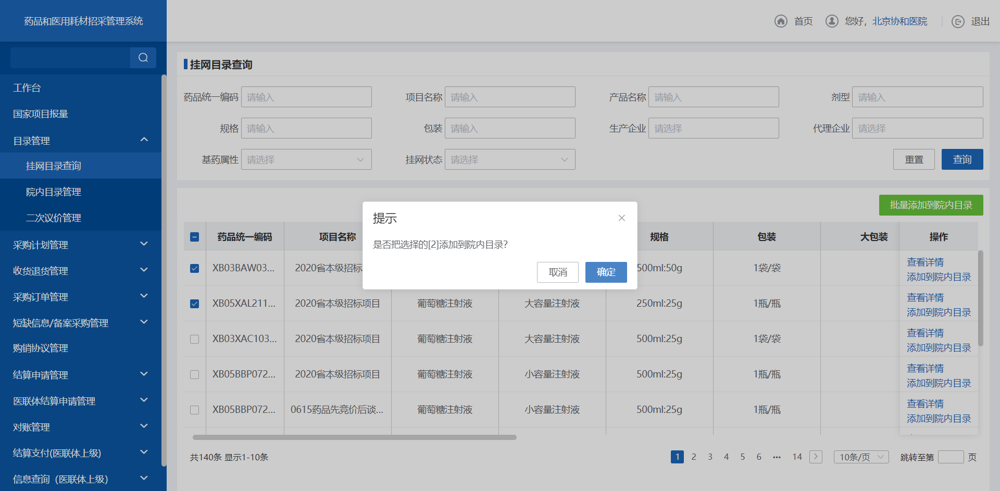 药品和医用耗材招采管理系统
首页 您好，北京协和医院 退出
工作台
国家项目报量
目录管理
挂网目录查询
院内目录管理
二次议价管理
采购计划管理
收货退货管理
采购订单管理
短缺信息/备案采购管理
购销协议管理
结算申请管理
医联体结算申请管理
对账管理
结算支付(医联体上级)
信息查询（医联体上级）
挂网目录查询
药品统一编码 请输入 项目名称 请输入 产品名称 请输入 剂型 请输入
规格 请输入 包装 请输入 生产企业 请选择 代理企业 请选择
基药属性 请选择 挂网状态 请选择 重置 查询
批量添加到院内目录
药品统一编码 项目名称 规格 包装 大包装 操作
XB03BAW03... 2020省本级招标 500ml:50g 1袋/袋 查看详情
添加到院内目录
XB05XAL211... 2020省本级招标项目 葡萄糖注射液 大容量注射液 250ml:25g 1瓶/瓶 查看详情
添加到院内目录
XB03XAC103... 2020省本级招标项目 葡萄糖注射液 大容量注射液 500ml:25g 1袋/袋 查看详情
添加到院内目录
XB05BBP072... 2020省本级招标项目 葡萄糖注射液 小容量注射液 500ml:25g 1瓶/瓶 查看详情
添加到院内目录
XB05BBP072... 0615药品先竞价后谈... 葡萄糖注射液 小容量注射液 500ml:25g 1瓶/瓶 查看详情
添加到院内目录
提示
是否把选择的[2]添加到院内目录?
取消 确定
共140条 显示1-10条 1 2 3 4 5 6 ••• 14 10条/页 跳转至第 页